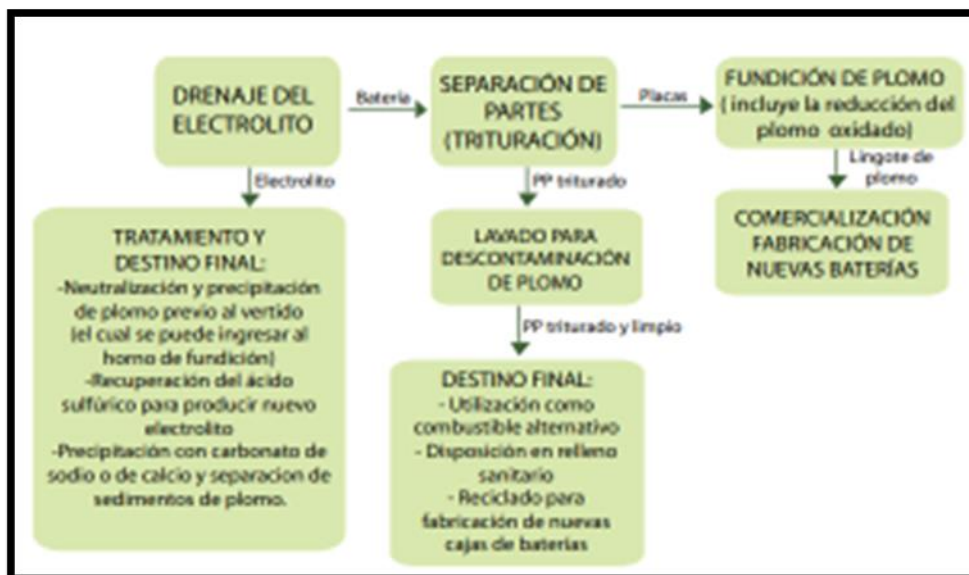 DRENAJE DEL
ELECTROLITO
Batería
SEPARACIÓN DE
PARTES
(TRITURACIÓN)
Placas
FUNDICIÓN DE PLOMO
( incluye la reducción del
plomo oxidado)
Electrolito
PP triturado
Lingote de
plomo
TRATAMIENTO Y
DESTINO FINAL:
-Neutralización y precipitación
de plomo previo al vertido
(el cual se puede ingresar al
horno de fundición)
-Recuperación del ácido
sulfúrico para producir nuevo
electrolito
-Precipitación con carbonato de
sodio o de calcio y separacion de
sedimentos de plomo.
LAVADO PARA
DESCONTAMINACIÓN
DE PLOMO
COMERCIALIZACIÓN
FABRICACIÓN DE
NUEVAS BATERÍAS
PP triturado y limpio
DESTINO FINAL:
- Utilización como
combustible alternativo
- Disposición en relleno
sanitario
- Reciclado para
fabricación de nuevas
cajas de baterías